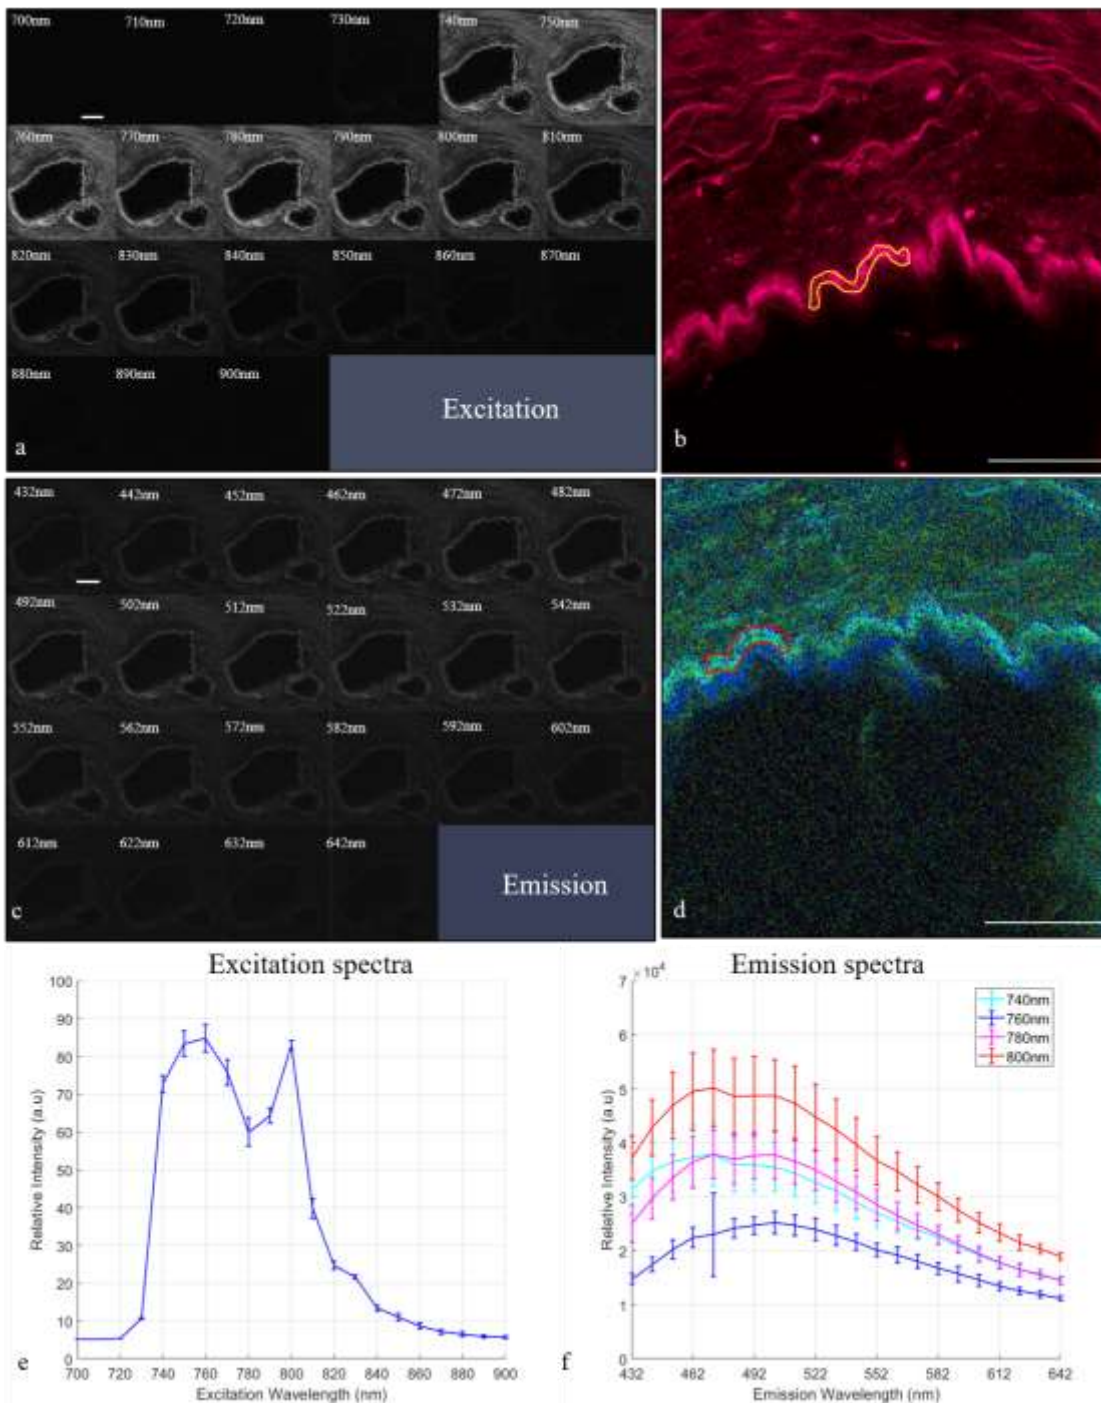 700nm 710nm 720nm 730nm 740nm 750nm
760nm 770nm 780nm 790nm 800nm 810nm
820nm 830nm 840nm 850nm 860nm 870nm
880nm 890nm 900nm
Excitation
a
b
432nm 442nm 452nm 462nm 472nm 482nm
492nm 502nm 512nm 522nm 532nm 542nm
552nm 562nm 572nm 582nm 592nm 602nm
612nm 622nm 632nm 642nm
Emission
c
d
Excitation spectra
100
90
80
70
60
50
40
30
20
10
0
Relative Intensity (a.u)
700 720 740 760 780 800 820 840 860 880 900
Excitation Wavelength (nm)
e
Emission spectra
× 10⁴
7
6
5
4
3
2
1
0
Relative Intensity (a.u)
740nm
760nm
780nm
800nm
432 462 492 522 552 582 612 642
Emission Wavelength (nm)
f